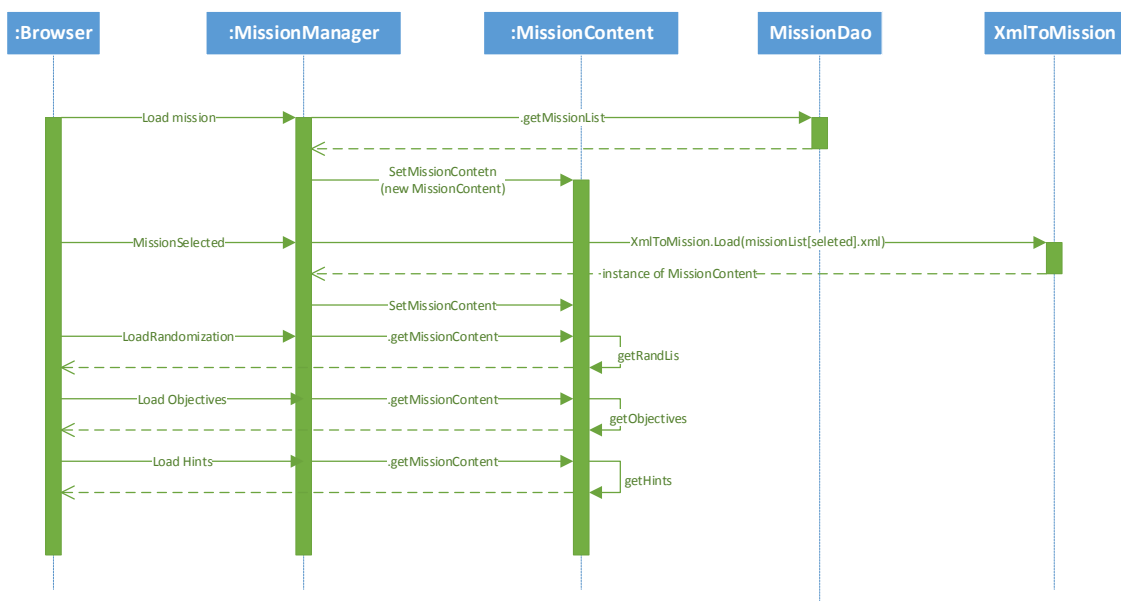 :Browser
:MissionManager
:MissionContent
MissionDao
XmlToMission
Load mission
.getMissionList
SetMissionContetn
(new MissionContent)
MissionSelected
XmlToMission.Load(missionList[seleted].xml)
instance of MissionContent
SetMissionContent
LoadRandomization
.getMissionContent
getRandLis
Load Objectives
.getMissionContent
getObjectives
Load Hints
.getMissionContent
getHints